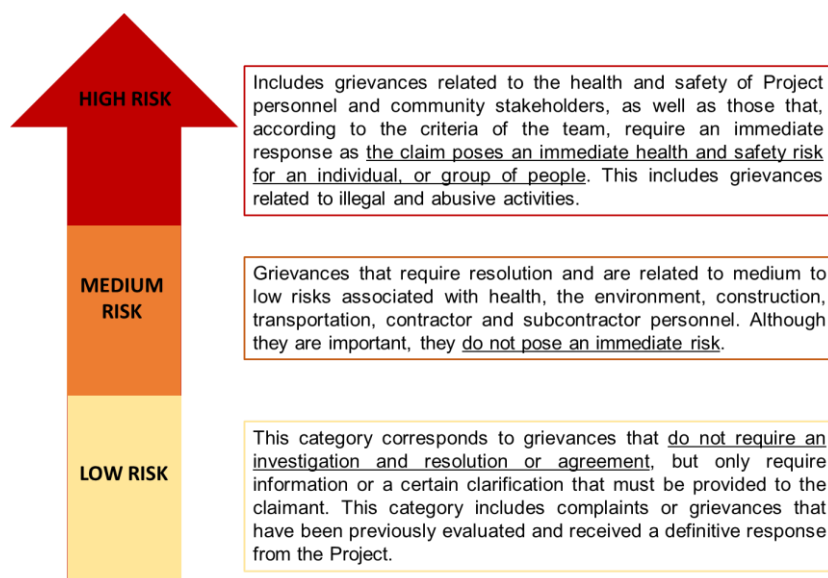 HIGH RISK
Includes grievances related to the health and safety of Project
personnel and community stakeholders, as well as those that,
according to the criteria of the team, require an immediate
response as the claim poses an immediate health and safety risk
for an individual, or group of people. This includes grievances
related to illegal and abusive activities.
MEDIUM
RISK
Grievances that require resolution and are related to medium to
low risks associated with health, the environment, construction,
transportation, contractor and subcontractor personnel. Although
they are important, they do not pose an immediate risk.
LOW RISK
This category corresponds to grievances that do not require an
investigation and resolution or agreement, but only require
information or a certain clarification that must be provided to the
claimant. This category includes complaints or grievances that
have been previously evaluated and received a definitive response
from the Project.